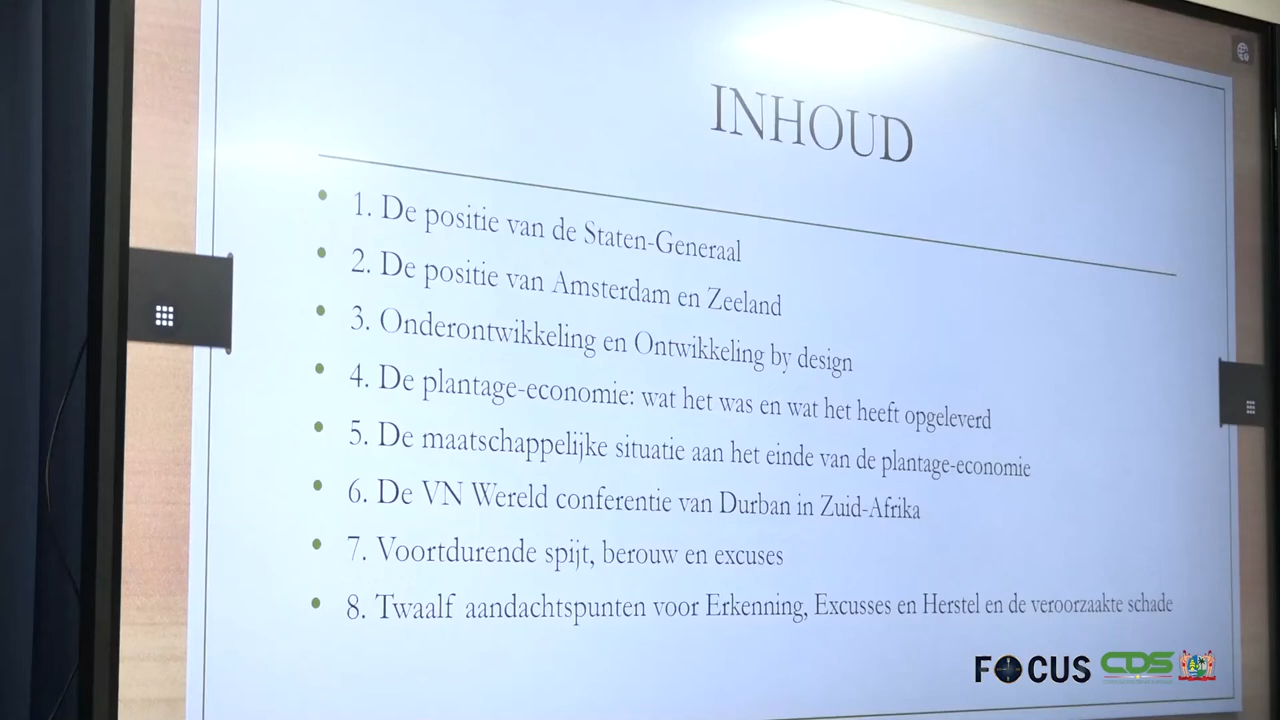 INHOUD
• 1. De positie van de Staten-Generaal
• 2. De positie van Amsterdam en Zeeland
• 3. Onderontwikkeling en Ontwikkeling by design
• 4. De plantage-economie: wat het was en wat het heeft opgeleverd
• 5. De maatschappelijke situatie aan het einde van de plantage-economie
• 6. De VN Wereld conferentie van Durban in Zuid-Afrika
• 7. Voortdurende spijt, berouw en excuses
• 8. Twaalf aandachtspunten voor Erkenning, Excusses en Herstel en de veroorzaakte schade
FOCUS CDS